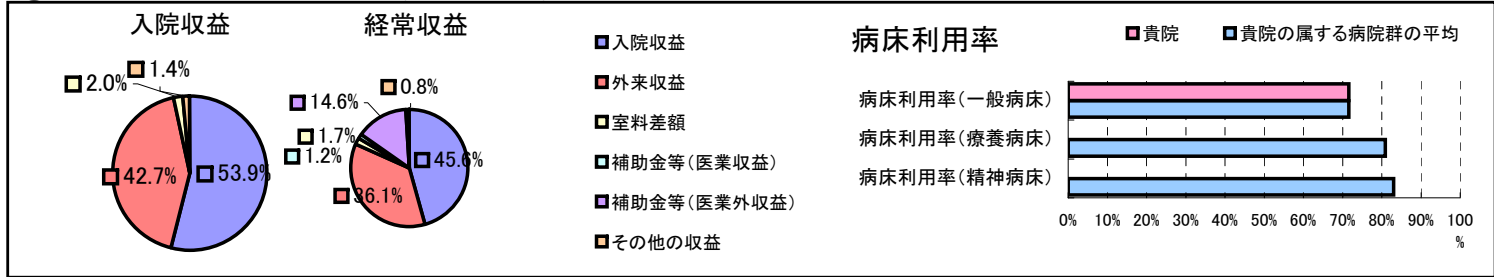 入院収益
1.4%
2.0%
42.7%
53.9%
経常収益
0.8%
14.6%
1.7%
1.2%
45.6%
36.1%
入院収益
外来収益
室料差額
補助金等(医業収益)
補助金等(医業外収益)
その他の収益
病床利用率
貴院
貴院の属する病院群の平均
病床利用率(一般病床)
病床利用率(療養病床)
病床利用率(精神病床)
0% 10% 20% 30% 40% 50% 60% 70% 80% 90% 100
%